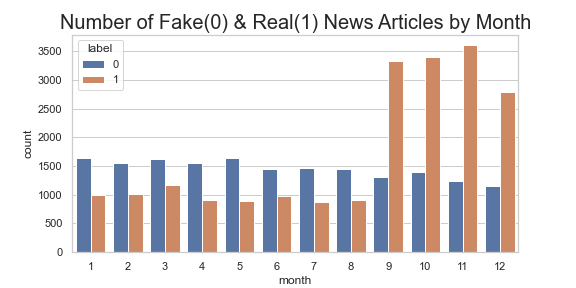 Number of Fake(0) & Real(1) News Articles by Month
label
0
1
count
3500
3000
2500
2000
1500
1000
500
0
1 2 3 4 5 6 7 8 9 10 11 12
month